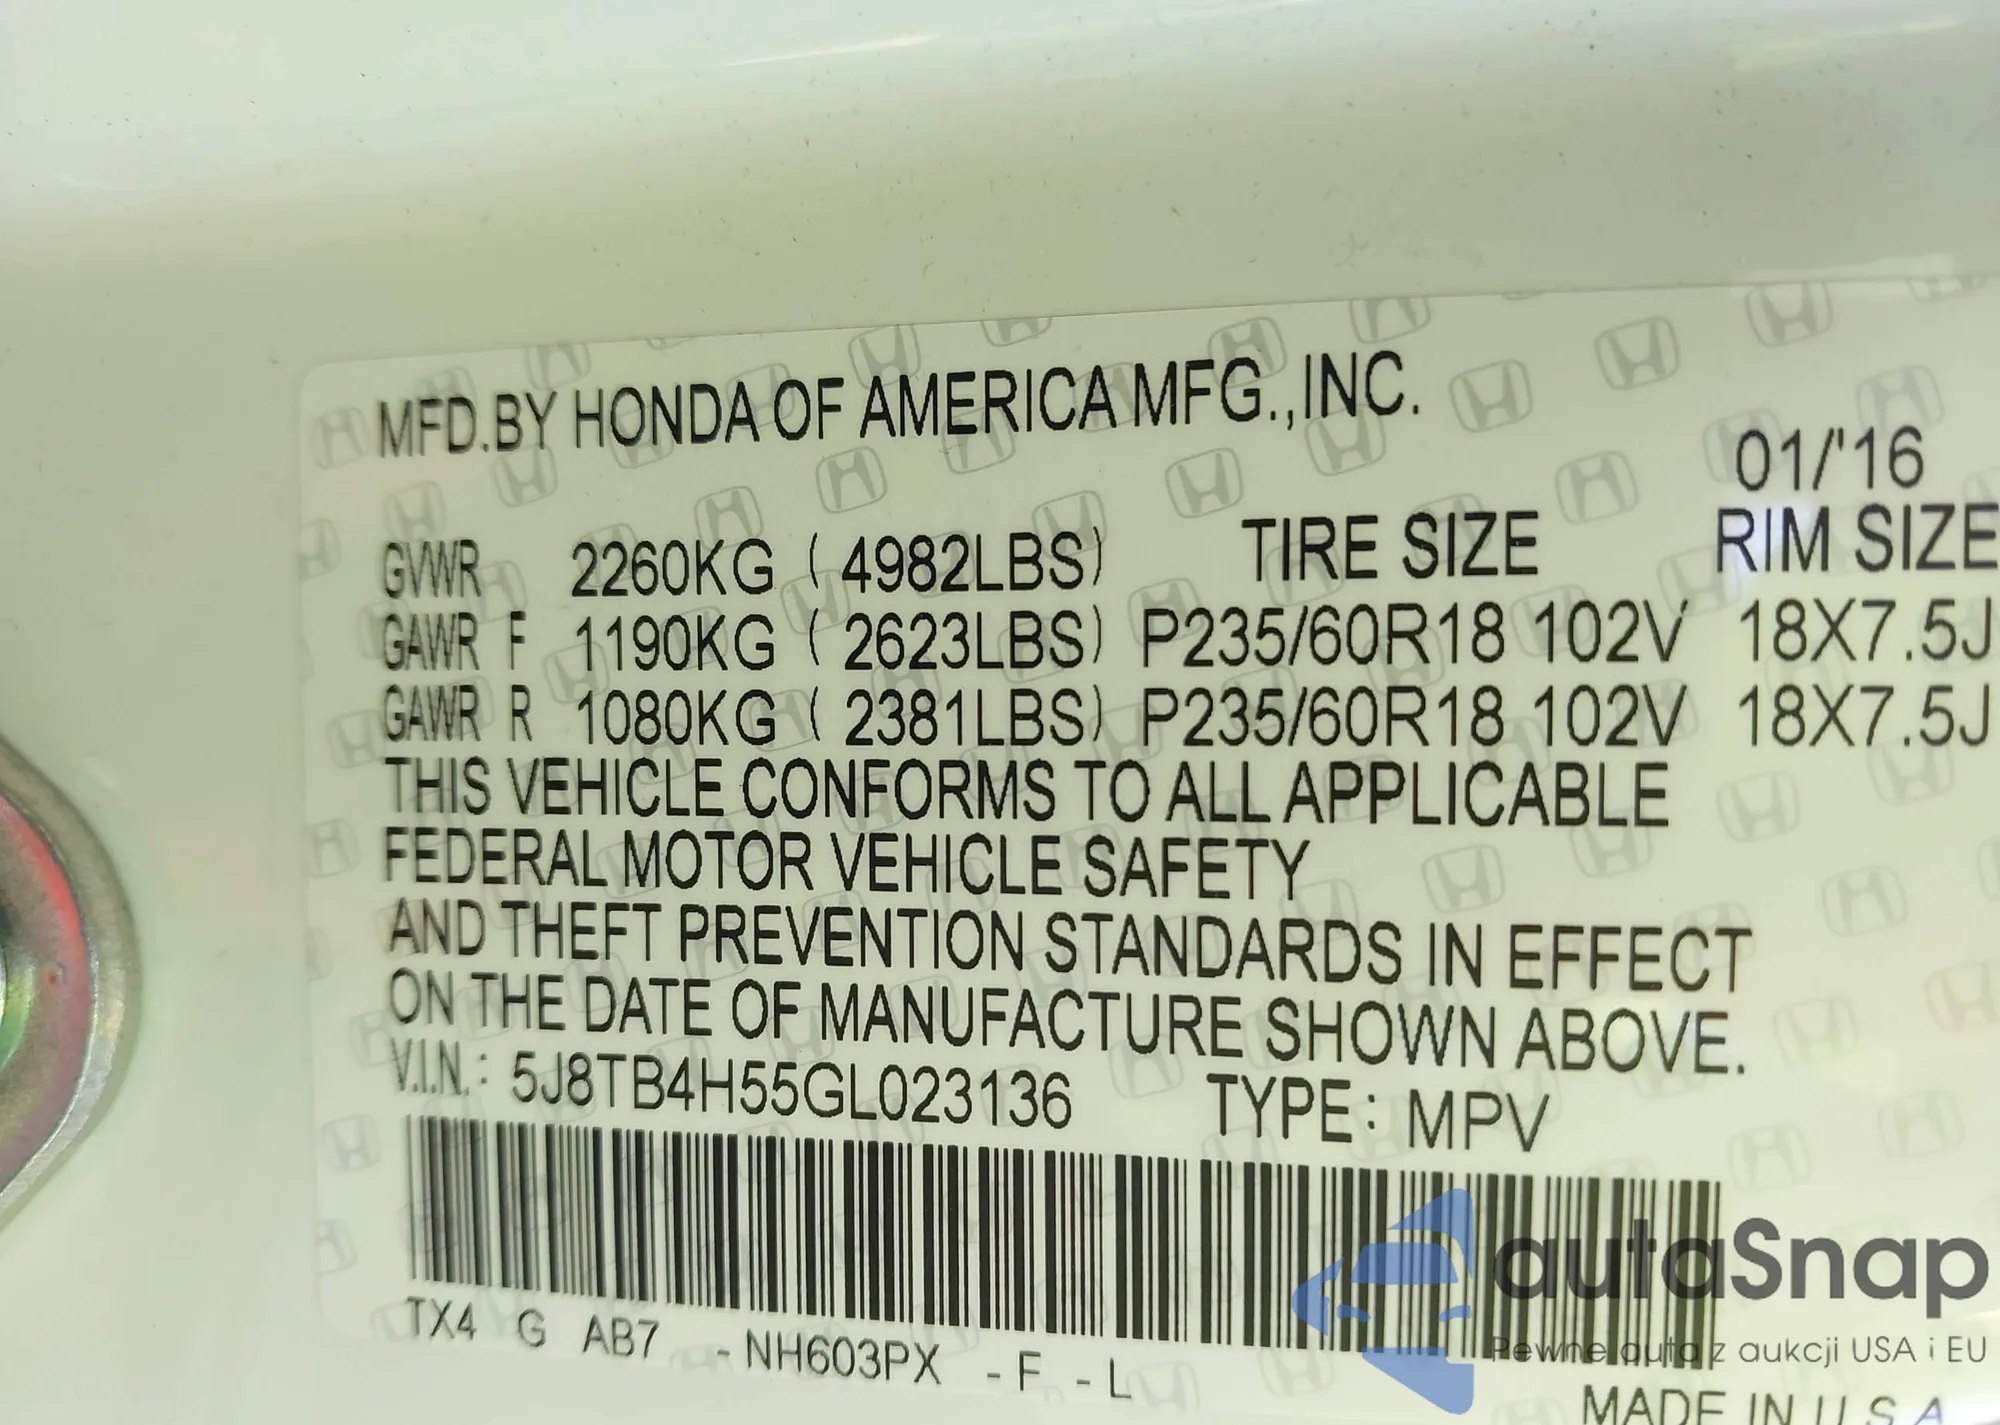 MFD.BY HONDA OF AMERICA MFG.,INC.
01/'16
GVWR 2260KG ( 4982LBS) TIRE SIZE RIM SIZE
GAWR F 1190KG ( 2623LBS) P235/60R18 102V 18X7.5J
GAWR R 1080KG ( 2381LBS) P235/60R18 102V 18X7.5J
THIS VEHICLE CONFORMS TO ALL APPLICABLE
FEDERAL MOTOR VEHICLE SAFETY
AND THEFT PREVENTION STANDARDS IN EFFECT
ON THE DATE OF MANUFACTURE SHOWN ABOVE.
V.I.N.: 5J8TB4H55GL023136 TYPE: MPV
TX4 G AB7 -NH603PX -F -L
autaSnap
Pewne auta z aukcji USA i EU
MADE IN U.S.A